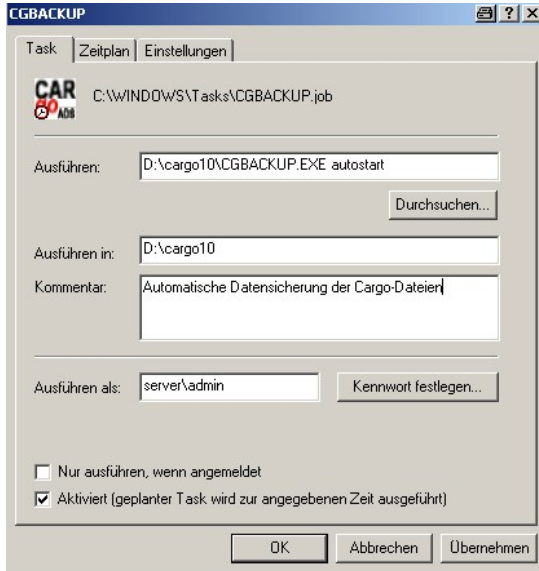 CGBACKUP
Task Zeitplan Einstellungen
CAR
go ADS
C:\WINDOWS\Tasks\CGBACKUP.job
Ausführen: D:\cargo10\CGBACKUP.EXE autostart
Durchsuchen...
Ausführen in: D:\cargo10
Kommentar: Automatische Datensicherung der Cargo-Dateien
Ausführen als: server\admin Kennwort festlegen...
Nur ausführen, wenn angemeldet
Aktiviert (geplanter Task wird zur angegebenen Zeit ausgeführt)
OK Abbrechen Übernehmen